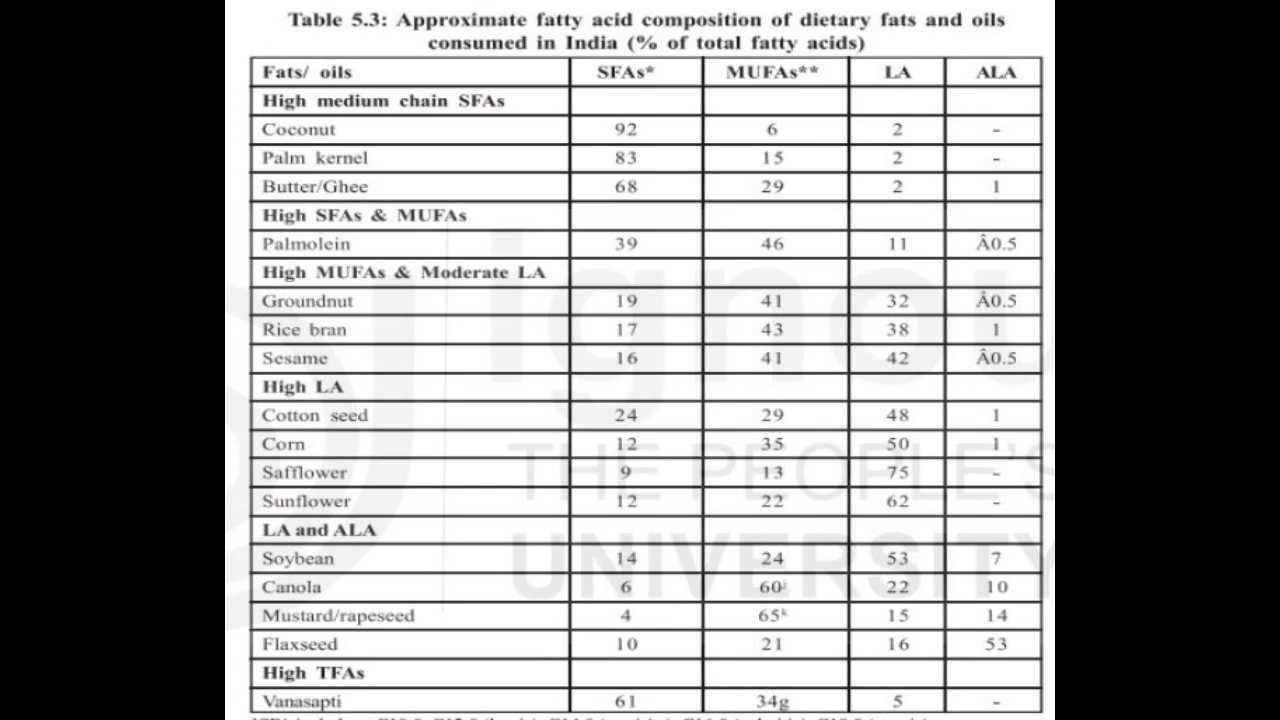 Table 5.3: Approximate fatty acid composition of dietary fats and oils
consumed in India (% of total fatty acids)
Fats/ oils SFAs* MUFAs** LA ALA
High medium chain SFAs
Coconut 92 6 2 -
Palm kernel 83 15 2 -
Butter/Ghee 68 29 2 1
High SFAs & MUFAs
Palmolein 39 46 11 Â0.5
High MUFAs & Moderate LA
Groundnut 19 41 32 Â0.5
Rice bran 17 43 38 1
Sesame 16 41 42 Â0.5
High LA
Cotton seed 24 29 48 1
Corn 12 35 50 1
Safflower 9 13 75 -
Sunflower 12 22 62 -
LA and ALA
Soybean 14 24 53 7
Canola 6 60ʲ 22 10
Mustard/rapeseed 4 65ᵏ 15 14
Flaxseed 10 21 16 53
High TFAs
Vanasapti 61 34g 5 -
ignou
THE PEOPLE'S
UNIVERSITY